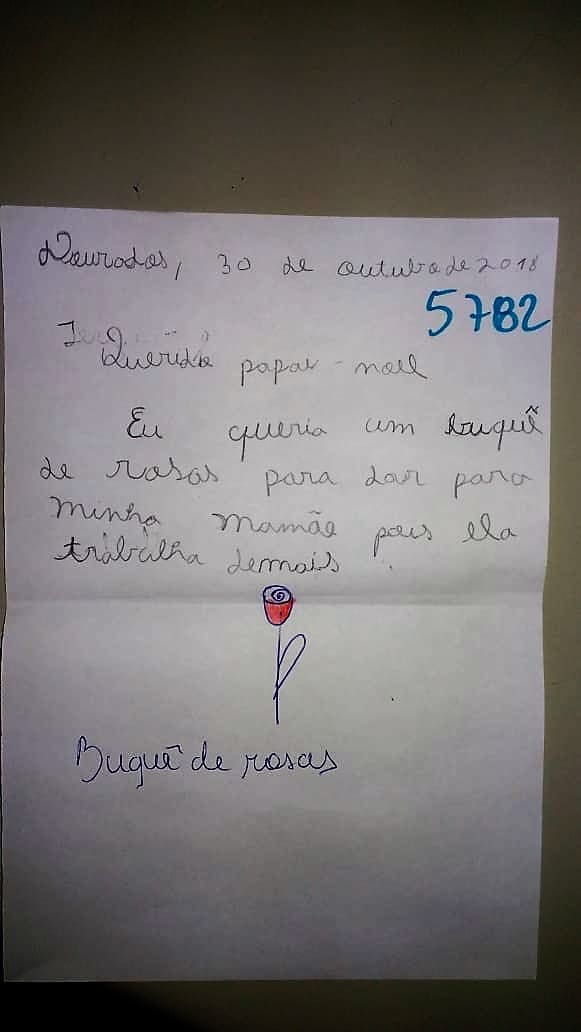 Dourados, 30 de outubro de 2018
5782
Querido papai-noel
Eu queria um buquê
de rosas para dar para
minha mamãe pois ela
trabalha demais.
Buquê de rosas